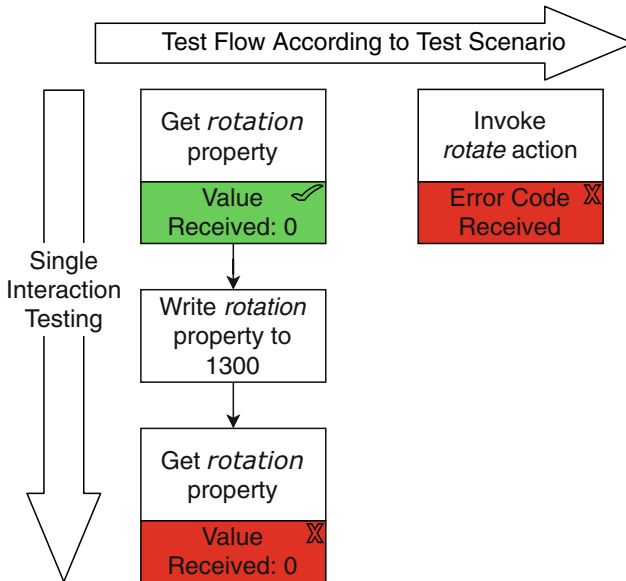 Test Flow According to Test Scenario
Get rotation
property
Value
Received: 0
Invoke
rotate action
Error Code
Received
Single
Interaction
Testing
Write rotation
property to
1300
Get rotation
property
Value
Received: 0